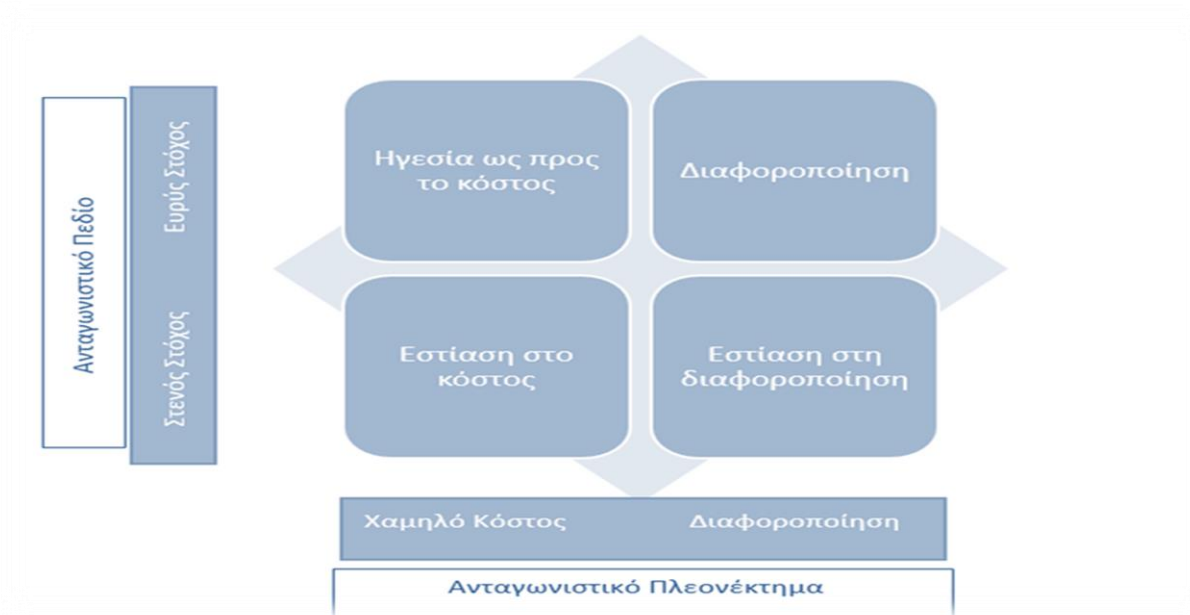 Ανταγωνιστικό Πεδίο
Ευρύς Στόχος
Στενός Στόχος
Ηγεσία ως προς
το κόστος
Διαφοροποίηση
Εστίαση στο
κόστος
Εστίαση στη
διαφοροποίηση
Χαμηλό Κόστος
Διαφοροποίηση
Ανταγωνιστικό Πλεονέκτημα